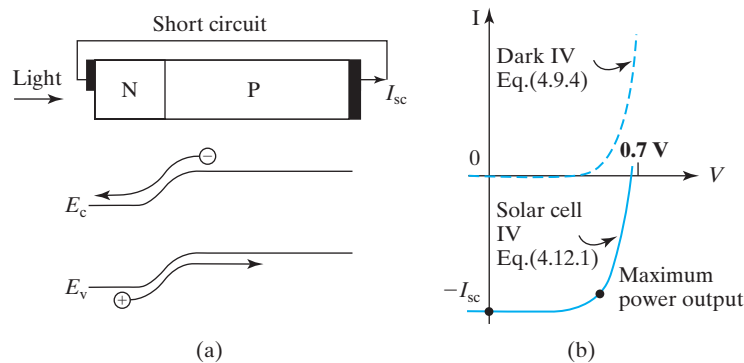 Short circuit
Light
N
P
I_sc
−
E_c
E_v
+
(a)
I
Dark IV
Eq.(4.9.4)
0
0.7 V
V
Solar cell
IV
Eq.(4.12.1)
−I_sc
Maximum
power output
(b)